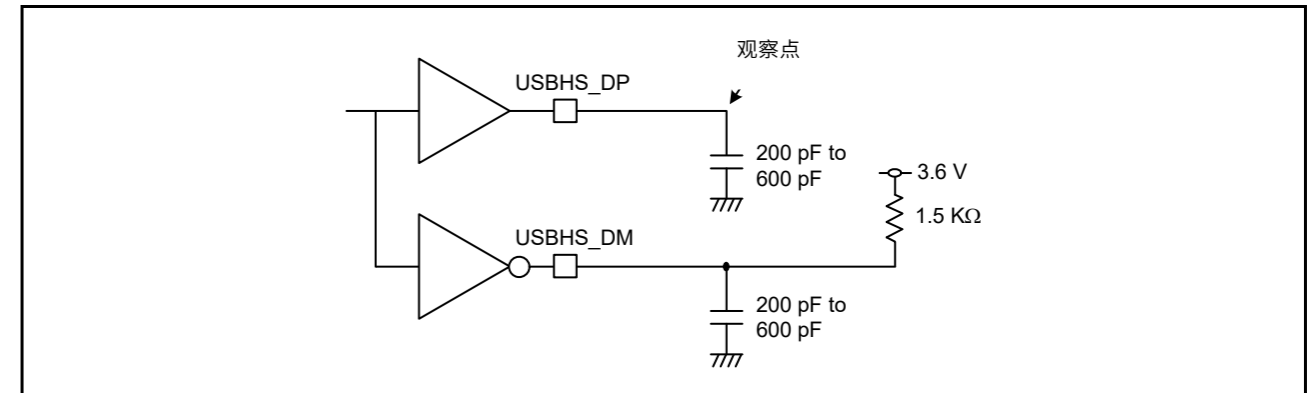 观察点
USBHS_DP
200 pF to
600 pF
3.6 V
1.5 KΩ
USBHS_DM
200 pF to
600 pF